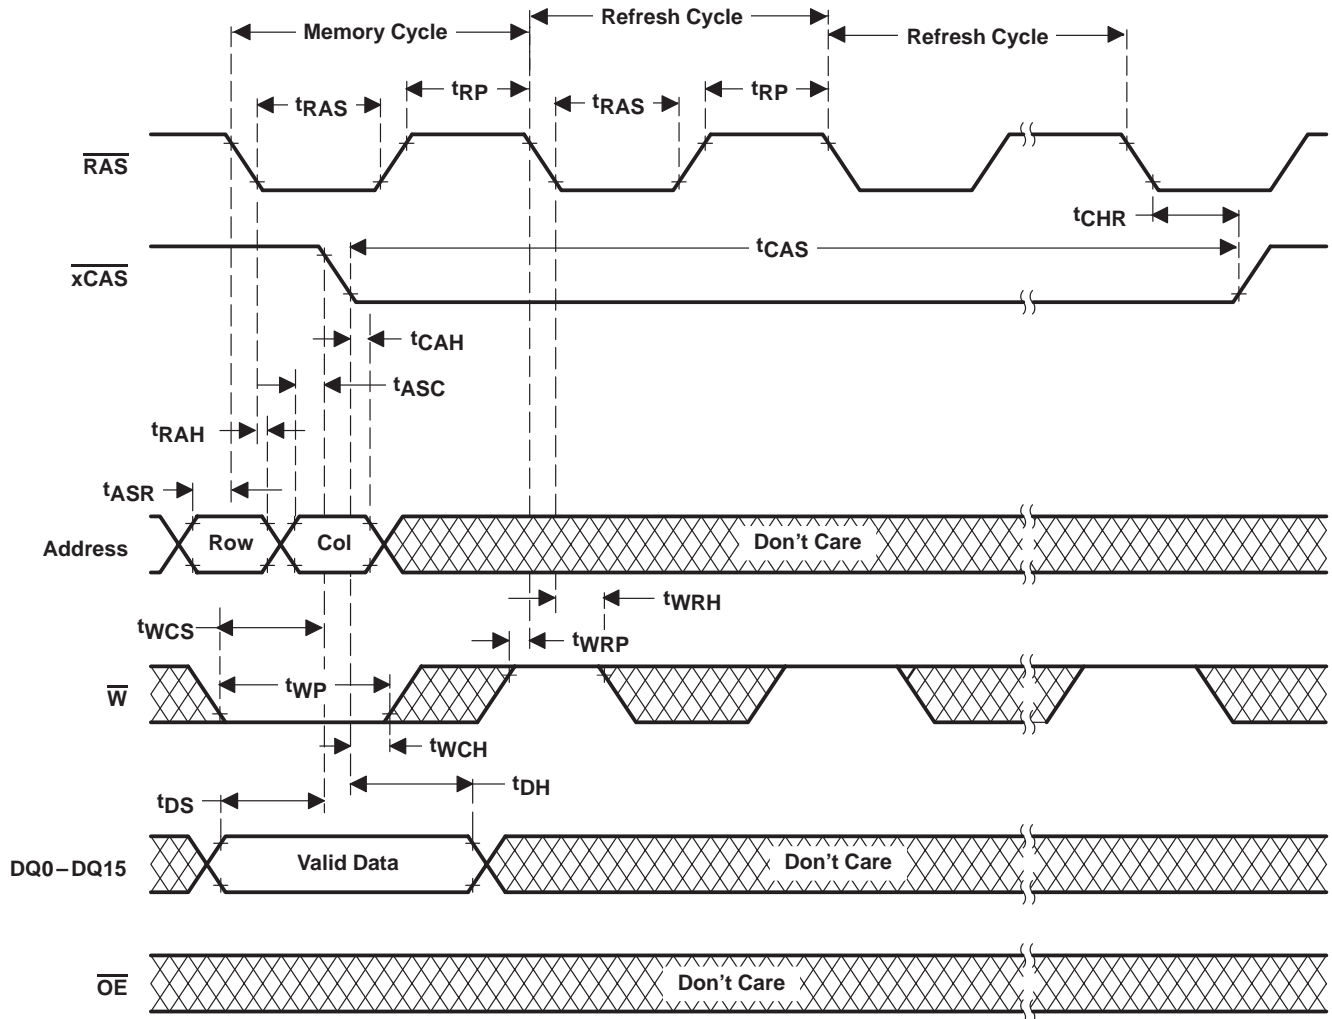 Memory Cycle
Refresh Cycle
Refresh Cycle
tRP
tRAS
tRAS
tRP
RAS
tCHR
tCAS
xCAS
tCAH
tASC
tRAH
tASR
Address
Row
Col
Don't Care
tWRH
tWCS
tWRP
W
tWP
tWCH
tDH
tDS
DQ0–DQ15
Valid Data
Don't Care
OE
Don't Care